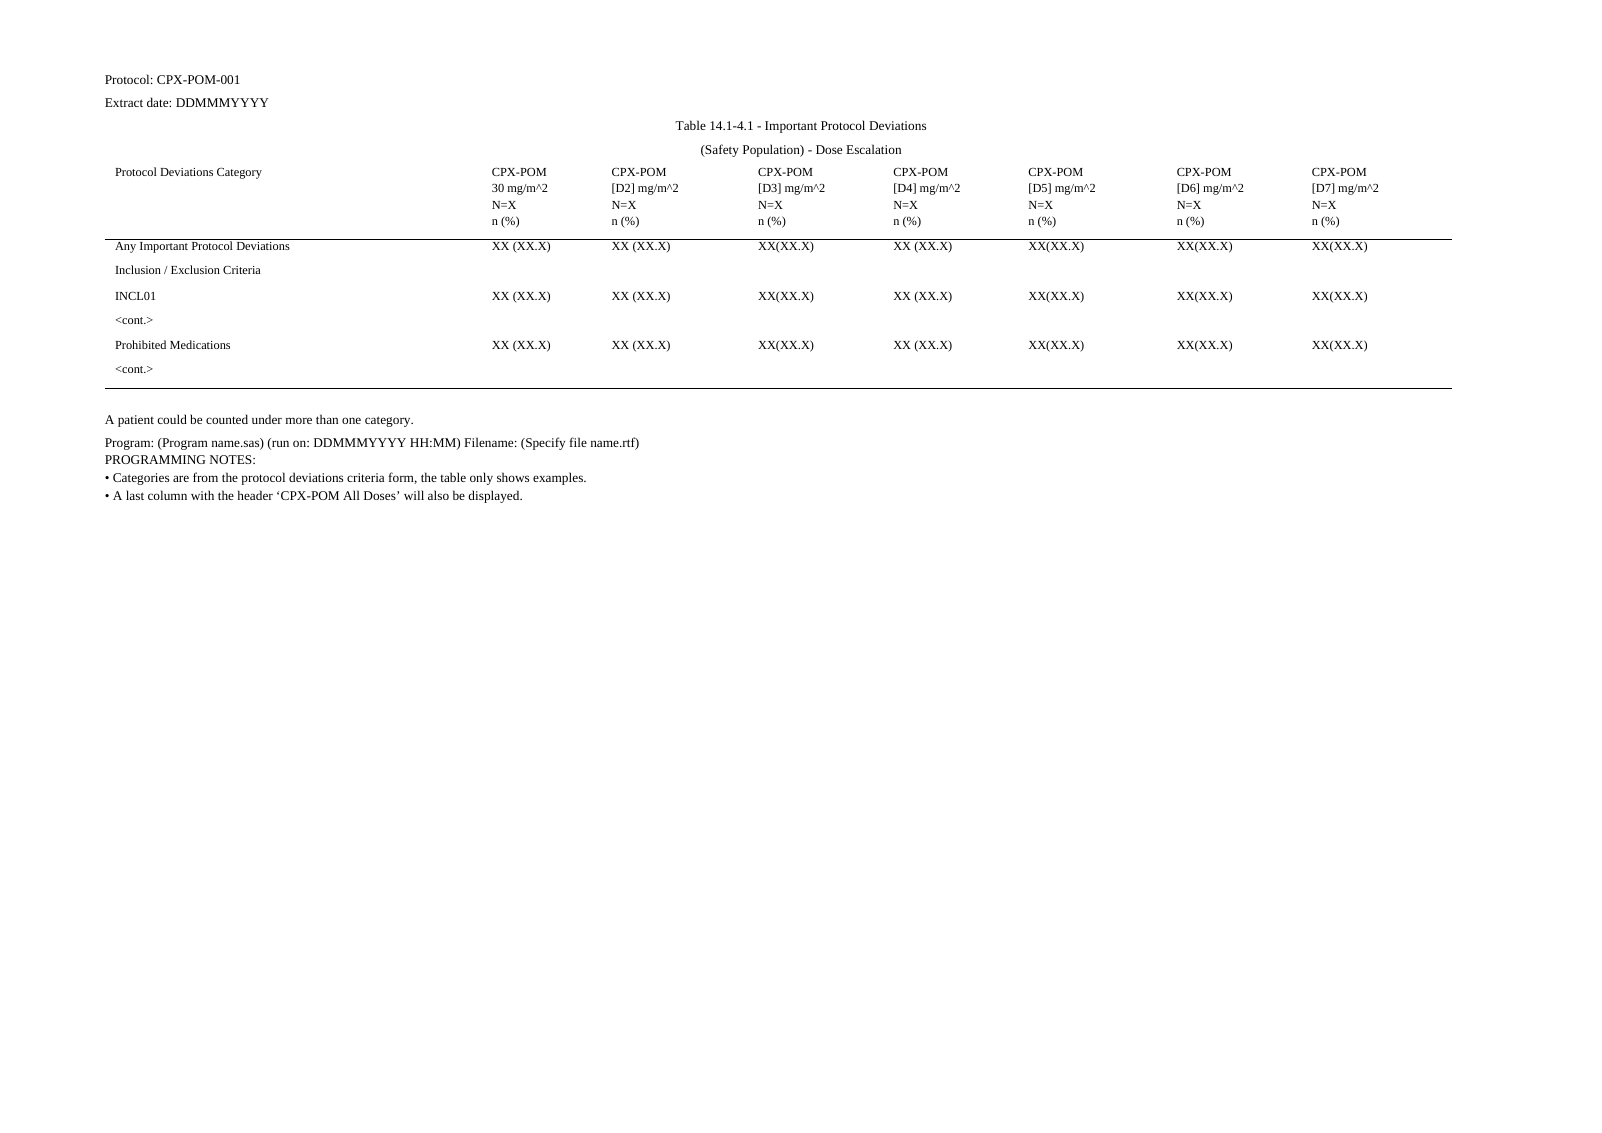 Protocol: CPX-POM-001
Extract date: DDMMMYYYY
Table 14.1-4.1 - Important Protocol Deviations
(Safety Population) - Dose Escalation
Protocol Deviations Category CPX-POM CPX-POM CPX-POM CPX-POM CPX-POM CPX-POM CPX-POM
30 mg/m^2 [D2] mg/m^2 [D3] mg/m^2 [D4] mg/m^2 [D5] mg/m^2 [D6] mg/m^2 [D7] mg/m^2
N=X N=X N=X N=X N=X N=X N=X
n (%) n (%) n (%) n (%) n (%) n (%) n (%)
Any Important Protocol Deviations XX (XX.X) XX (XX.X) XX(XX.X) XX (XX.X) XX(XX.X) XX(XX.X) XX(XX.X)
Inclusion / Exclusion Criteria
INCL01 XX (XX.X) XX (XX.X) XX(XX.X) XX (XX.X) XX(XX.X) XX(XX.X) XX(XX.X)
<cont.>
Prohibited Medications XX (XX.X) XX (XX.X) XX(XX.X) XX (XX.X) XX(XX.X) XX(XX.X) XX(XX.X)
<cont.>
A patient could be counted under more than one category.
Program: (Program name.sas) (run on: DDMMMYYYY HH:MM) Filename: (Specify file name.rtf)
PROGRAMMING NOTES:
• Categories are from the protocol deviations criteria form, the table only shows examples.
• A last column with the header ‘CPX-POM All Doses’ will also be displayed.